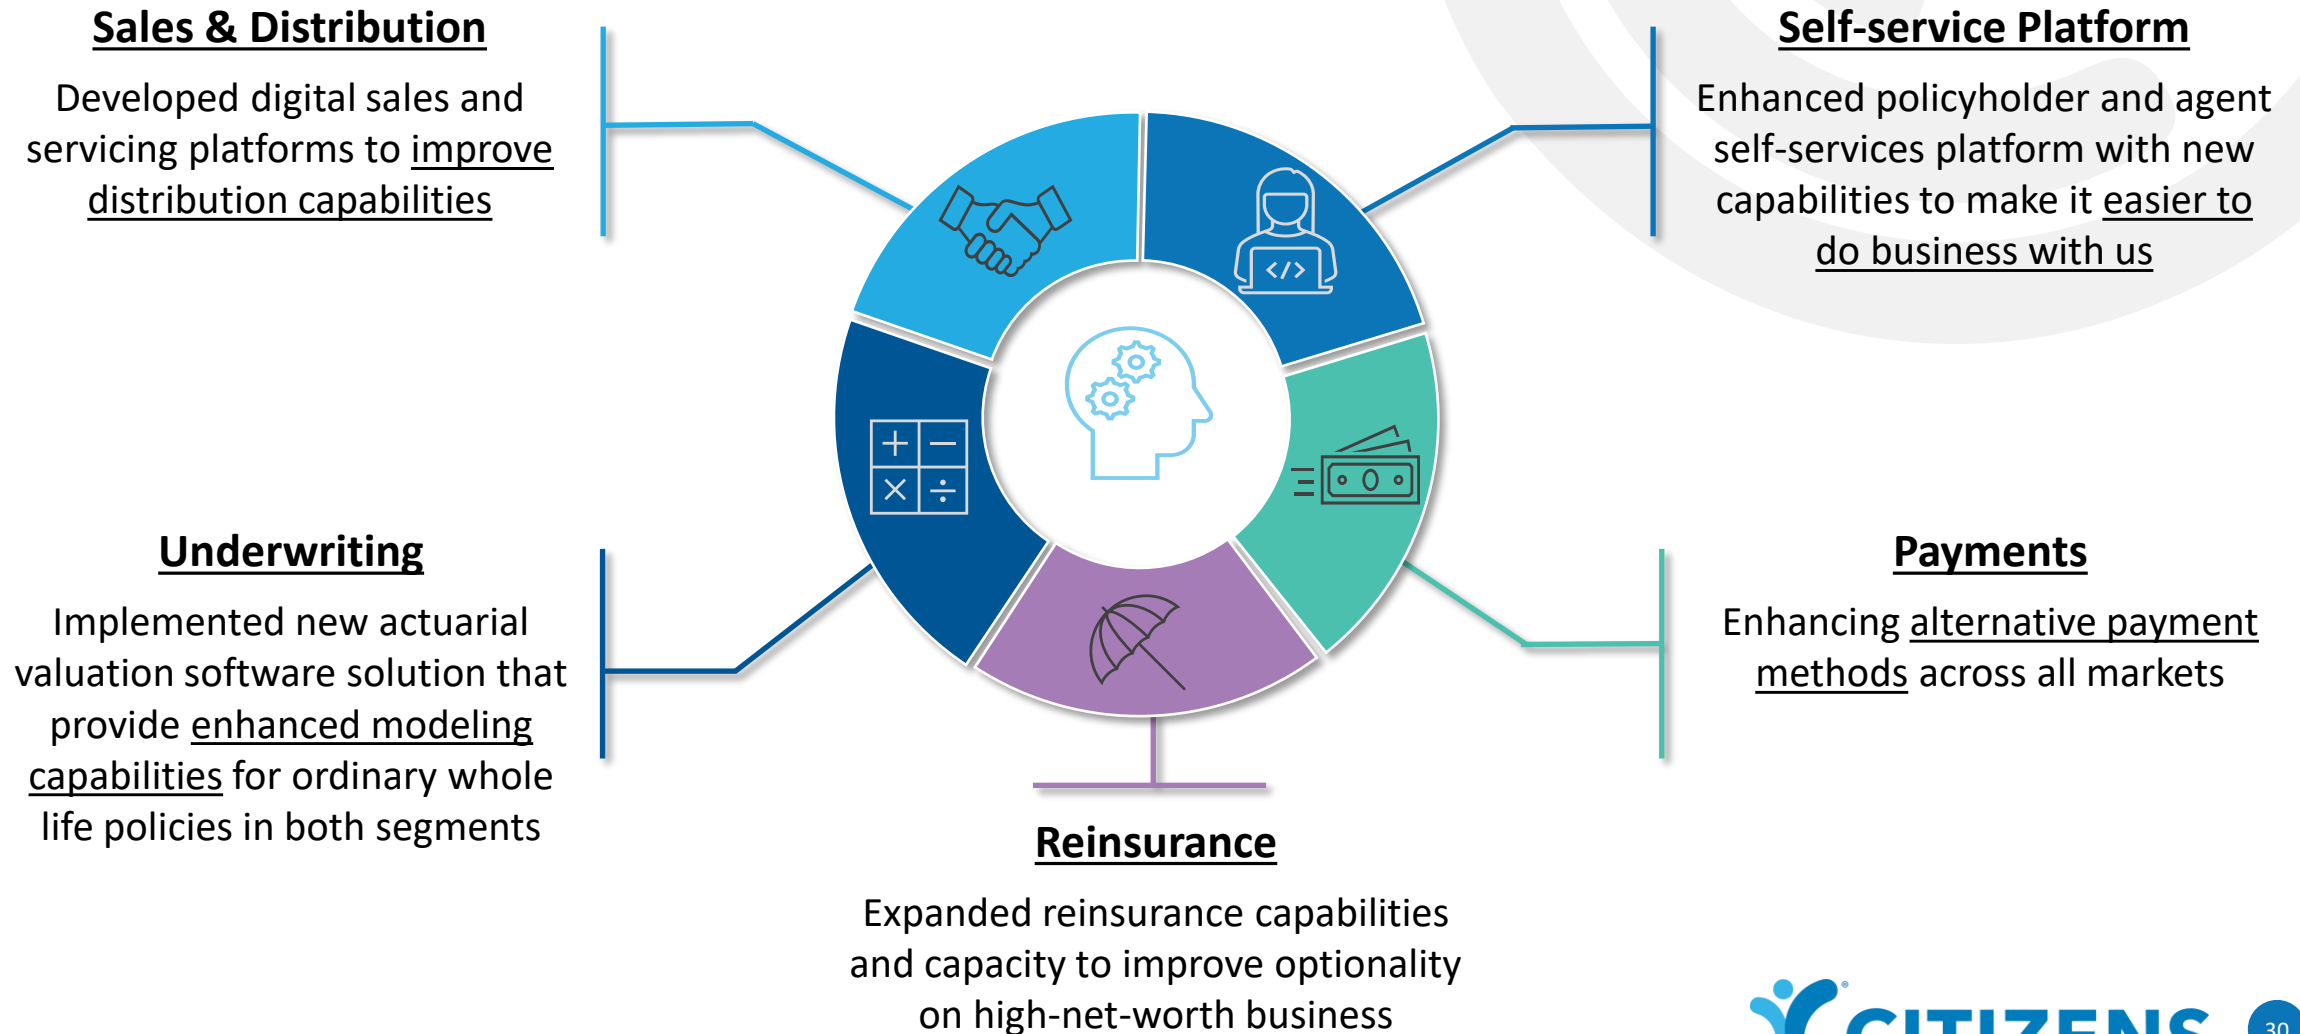 Sales & Distribution
Developed digital sales and
servicing platforms to improve
distribution capabilities
Self-service Platform
Enhanced policyholder and agent
self-services platform with new
capabilities to make it easier to
do business with us
</>
Underwriting
Implemented new actuarial
valuation software solution that
provide enhanced modeling
capabilities for ordinary whole
life policies in both segments
Payments
Enhancing alternative payment
methods across all markets
Reinsurance
Expanded reinsurance capabilities
and capacity to improve optionality
on high-net-worth business
CITIZENS
30